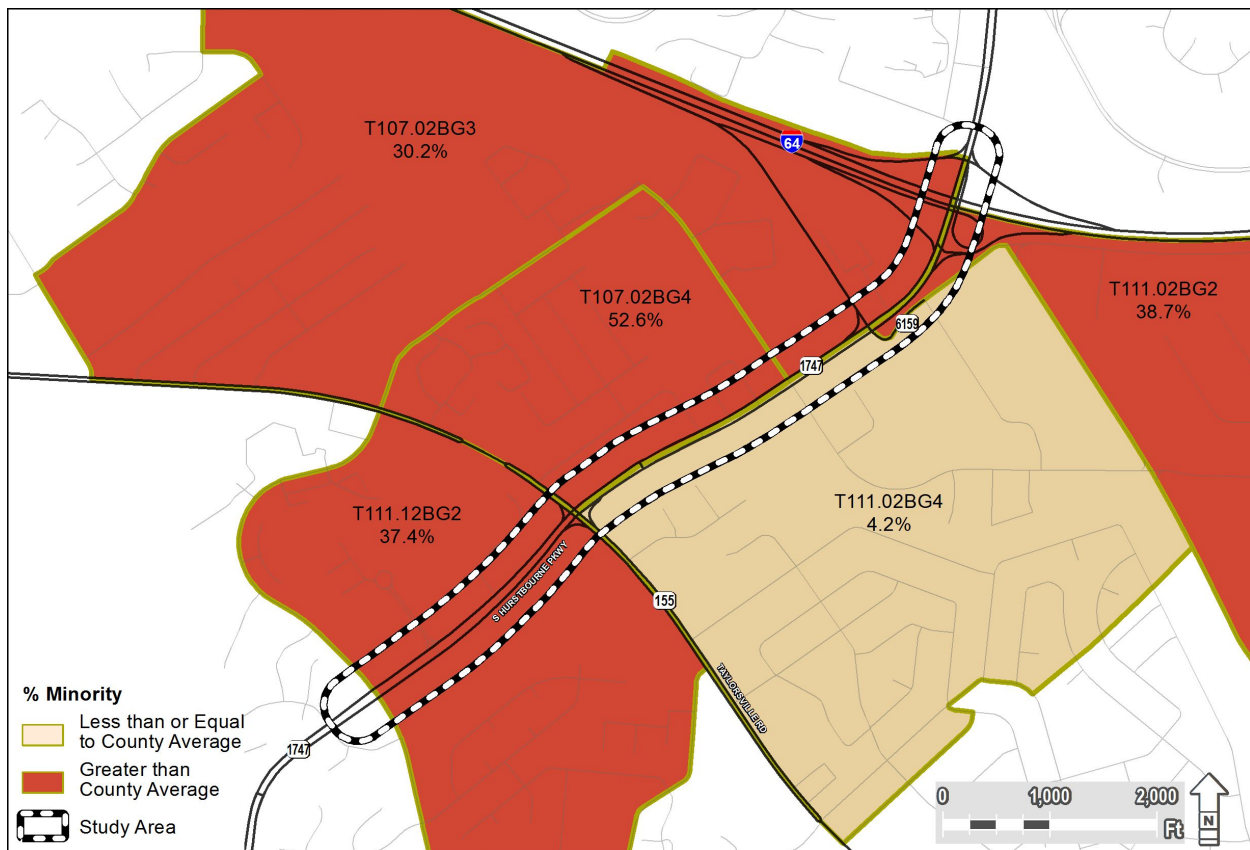 T107.02BG3
30.2%
64
T107.02BG4
52.6%
T111.02BG2
38.7%
6159
1747
T111.02BG4
4.2%
T111.12BG2
37.4%
S HURSTBOURNE PKWY
155
TAYLORSVILLE RD
1747
% Minority
Less than or Equal
to County Average
Greater than
County Average
Study Area
0 1,000 2,000
Ft
N